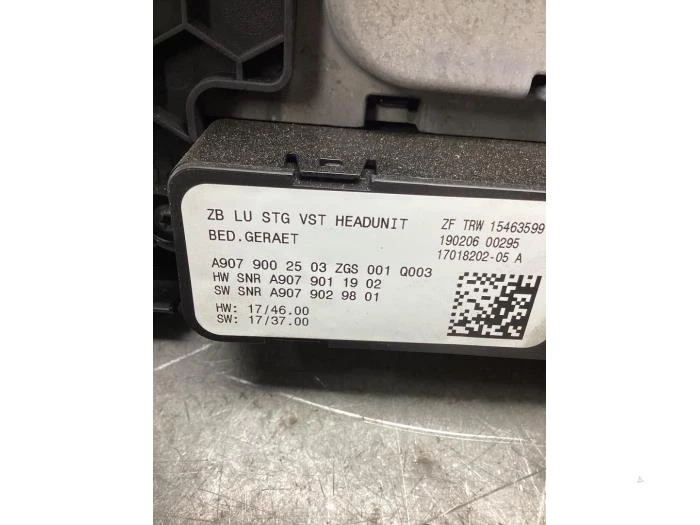 ZB LU STG VST HEADUNIT
BED.GERAET
ZF TRW 15463599
190206 00295
17018202-05 A
A907 900 25 03 ZGS 001 Q003
HW SNR A907 901 19 02
SW SNR A907 902 98 01
HW: 17/46.00
SW: 17/37.00